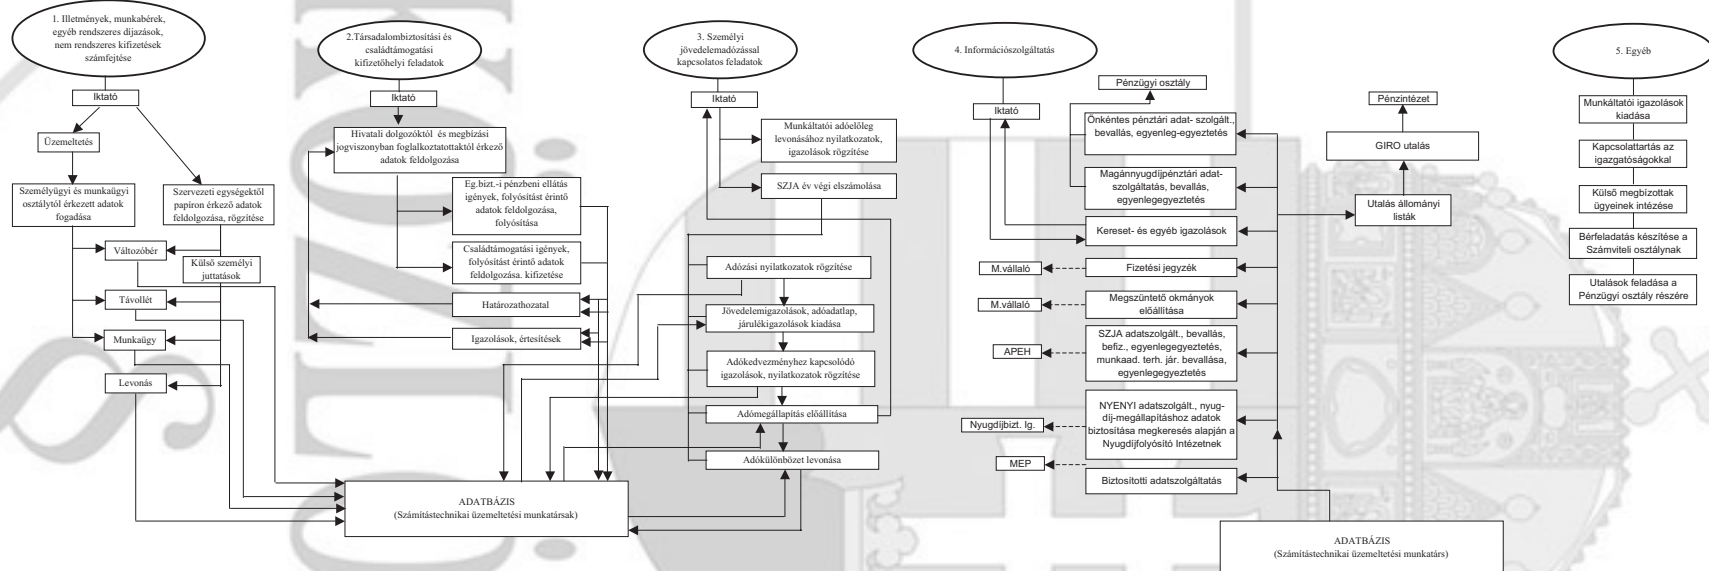 1. Illetmények, munkabérek,
egyéb rendszeres díjazások,
nem rendszeres kifizetések
számfejtése
Iktató
Üzemeltetés
Személyügyi és munkaügyi
osztálytól érkezett adatok
fogadása
Szervezeti egységektől
papíron érkező adatok
feldolgozása, rögzítése
Változóbér
Külső személyi
juttatások
Távollét
Munkaügy
Levonás
2.Társadalombiztosítási és
családtámogatási
kifizetőhelyi feladatok
Iktató
Hivatali dolgozóktól és megbízási
jogviszonyban foglalkoztatottaktól érkező
adatok feldolgozása
Eg.bizt.-i pénzbeni ellátás
igények, folyósítást érintő
adatok feldolgozása,
folyósítása
Családtámogatási igények,
folyósítást érintő adatok
feldolgozása. kifizetése
Határozathozatal
Igazolások, értesítések
3. Személyi
jövedelemadózással
kapcsolatos feladatok
Iktató
Munkáltatói adóelőleg
levonásához nyilatkozatok,
igazolások rögzítése
SZJA év végi elszámolása
Adózási nyilatkozatok rögzítése
Jövedelemigazolások, adóadatlap,
járulékigazolások kiadása
Adókedvezményhez kapcsolódó
igazolások, nyilatkozatok rögzítése
Adómegállapítás előállítása
Adókülönbözet levonása
ADATBÁZIS
(Számítástechnikai üzemeltetési munkatársak)
4. Információszolgáltatás
Iktató
Pénzügyi osztály
Önkéntes pénztári adat- szolgált.,
bevallás, egyenleg-egyeztetés
Magánnyugdíjpénztári adat-
szolgáltatás, bevallás,
egyenlegegyeztetés
Kereset- és egyéb igazolások
M.vállaló
Fizetési jegyzék
M.vállaló
Megszüntető okmányok
előállítása
APEH
SZJA adatszolgált., bevallás,
befiz., egyenlegegyeztetés,
munkaad. terh. jár. bevallása,
egyenlegegyeztetés
Nyugdíjbizt. Ig.
NYENYI adatszolgált., nyug-
díj-megállapításhoz adatok
biztosítása megkeresés alapján a
Nyugdíjfolyósító Intézetnek
MEP
Biztosítotti adatszolgáltatás
Pénzintézet
GIRO utalás
Utalás állományi
listák
ADATBÁZIS
(Számítástechnikai üzemeltetési munkatárs)
5. Egyéb
Munkáltatói igazolások
kiadása
Kapcsolattartás az
igazgatóságokkal
Külső megbízottak
ügyeinek intézése
Bérfeladatás készítése a
Számviteli osztálynak
Utalások feladása a
Pénzügyi osztály részére